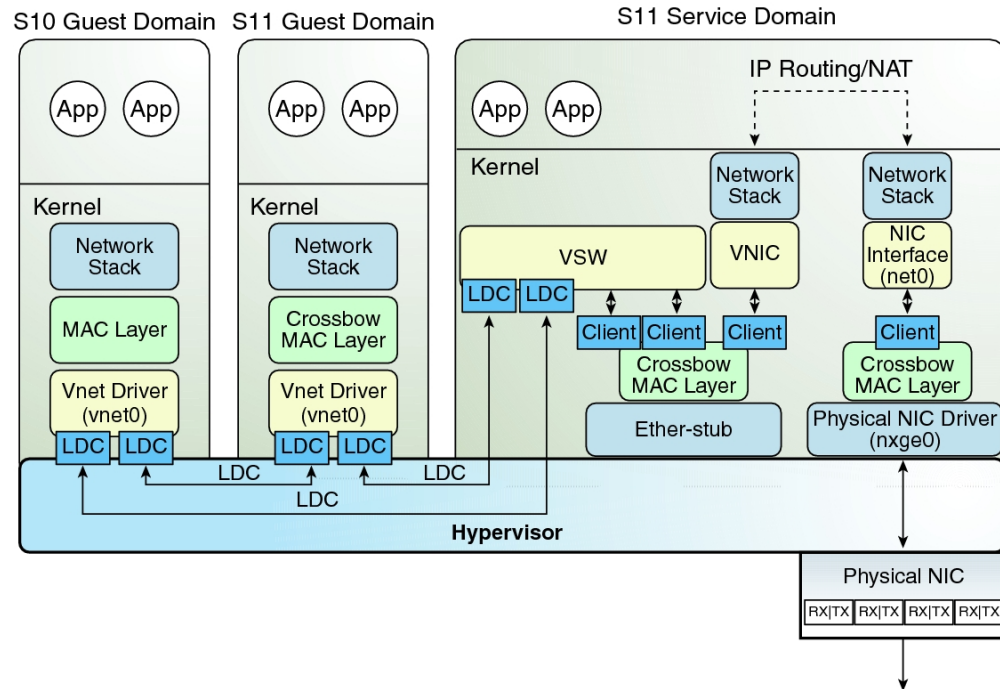 S10 Guest Domain
S11 Guest Domain
S11 Service Domain
App
App
Kernel
Network
Stack
MAC Layer
Vnet Driver
(vnet0)
LDC
LDC
App
App
Kernel
Network
Stack
Crossbow
MAC Layer
Vnet Driver
(vnet0)
LDC
LDC
IP Routing/NAT
App
App
Kernel
Network
Stack
Network
Stack
VSW
VNIC
NIC
Interface
(net0)
LDC
LDC
Client
Client
Client
Client
Crossbow
MAC Layer
Crossbow
MAC Layer
Ether-stub
Physical NIC Driver
(nxge0)
LDC
LDC
LDC
Hypervisor
Physical NIC
RX|TX
RX|TX
RX|TX
RX|TX